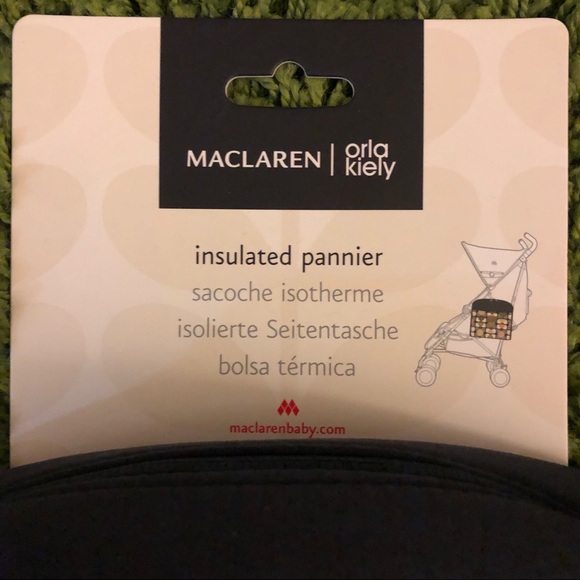 MACLAREN | orla kiely
insulated pannier
sacoche isotherme
isolierte Seitentasche
bolsa térmica
maclarenbaby.com